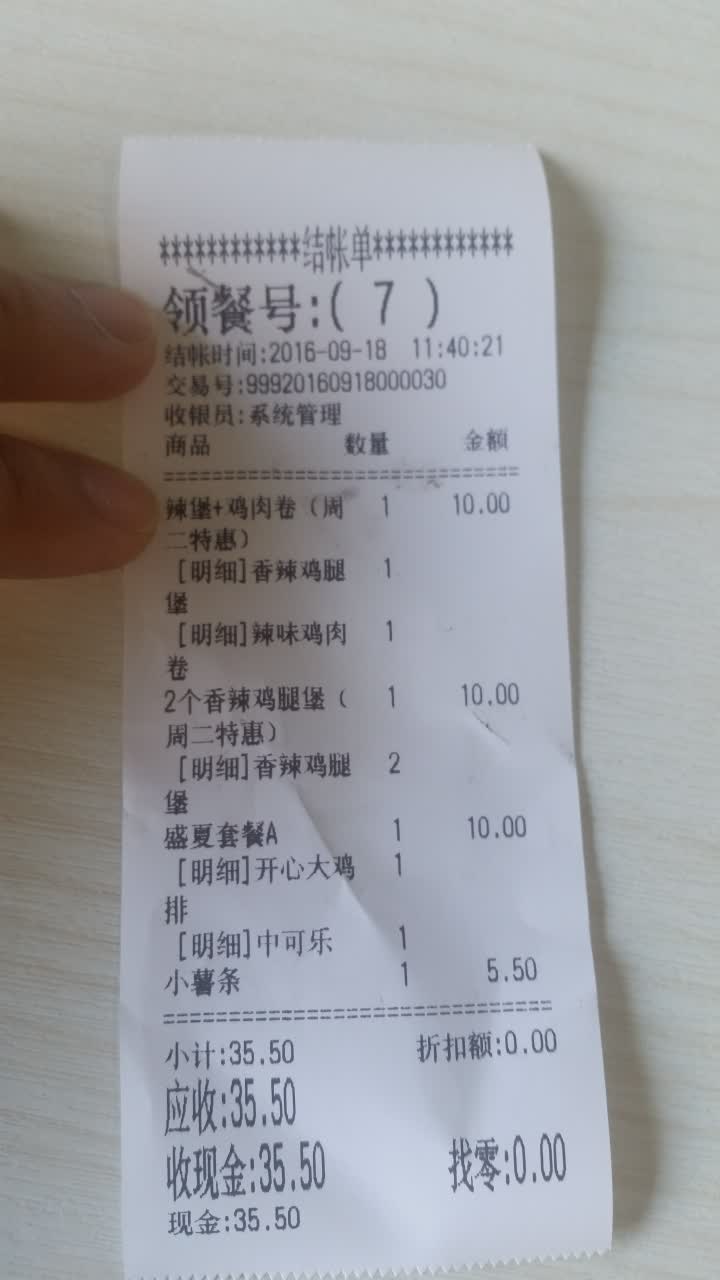 ************结帐单************
领餐号:( 7 )
结帐时间:2016-09-18 11:40:21
交易号:99920160918000030
收银员:系统管理
商品 数量 金额
================================
辣堡+鸡肉卷（周 1 10.00
二特惠）
[明细]香辣鸡腿 1
堡
[明细]辣味鸡肉 1
卷
2个香辣鸡腿堡（ 1 10.00
周二特惠）
[明细]香辣鸡腿 2
堡
盛夏套餐A 1 10.00
[明细]开心大鸡 1
排
[明细]中可乐 1
小薯条 1 5.50
================================
小计:35.50 折扣额:0.00
应收:35.50
收现金:35.50 找零:0.00
现金:35.50